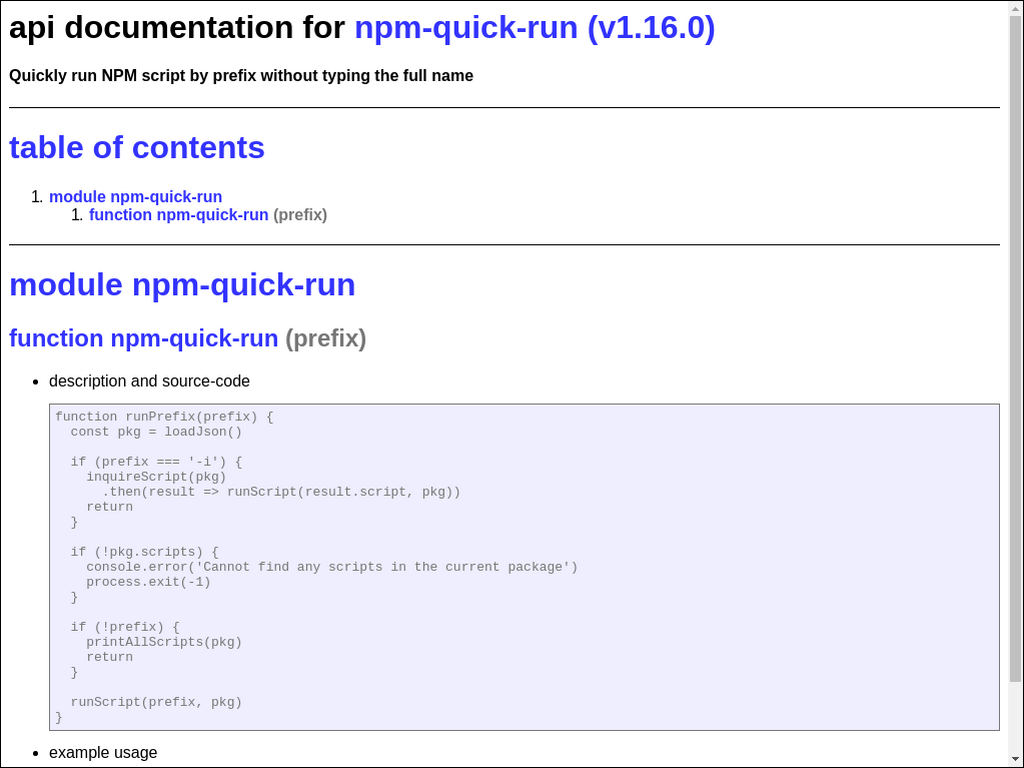 api documentation for npm-quick-run (v1.16.0)
Quickly run NPM script by prefix without typing the full name
table of contents
1. module npm-quick-run
1. function npm-quick-run (prefix)
module npm-quick-run
function npm-quick-run (prefix)
• description and source-code
function runPrefix(prefix) {
  const pkg = loadJson()

  if (prefix === '-i') {
    inquireScript(pkg)
      .then(result => runScript(result.script, pkg))
    return
  }

  if (!pkg.scripts) {
    console.error('Cannot find any scripts in the current package')
    process.exit(-1)
  }

  if (!prefix) {
    printAllScripts(pkg)
    return
  }

  runScript(prefix, pkg)
}
• example usage